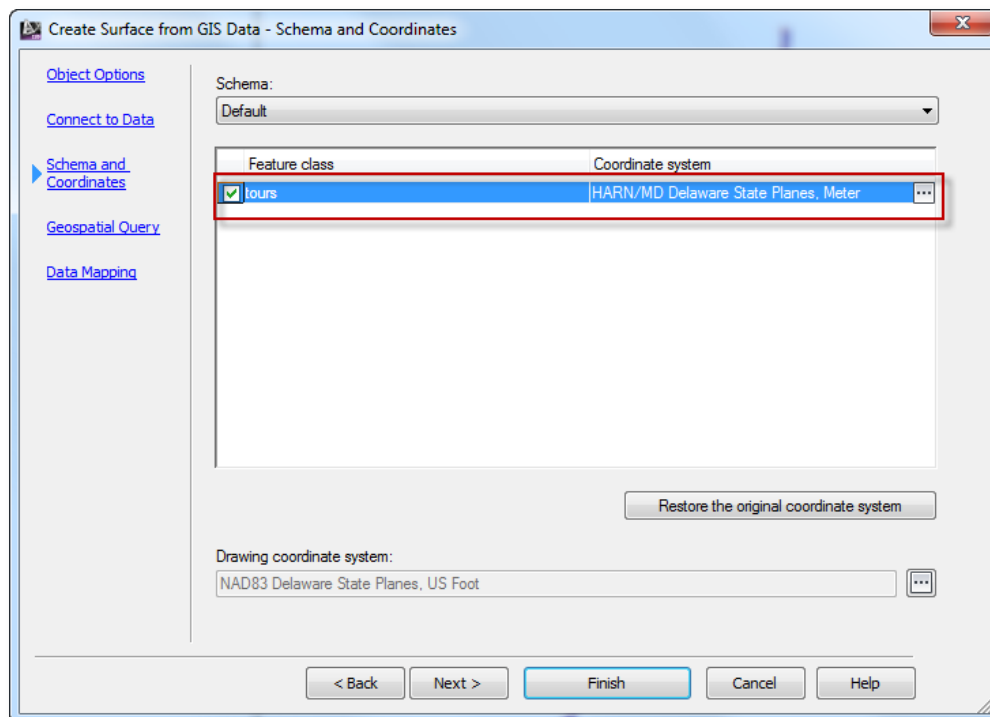 Create Surface from GIS Data - Schema and Coordinates
Object Options
Connect to Data
Schema and
Coordinates
Geospatial Query
Data Mapping
Schema:
Default
Feature class Coordinate system
tours HARN/MD Delaware State Planes, Meter ...
Restore the original coordinate system
Drawing coordinate system:
NAD83 Delaware State Planes, US Foot ...
< Back Next > Finish Cancel Help